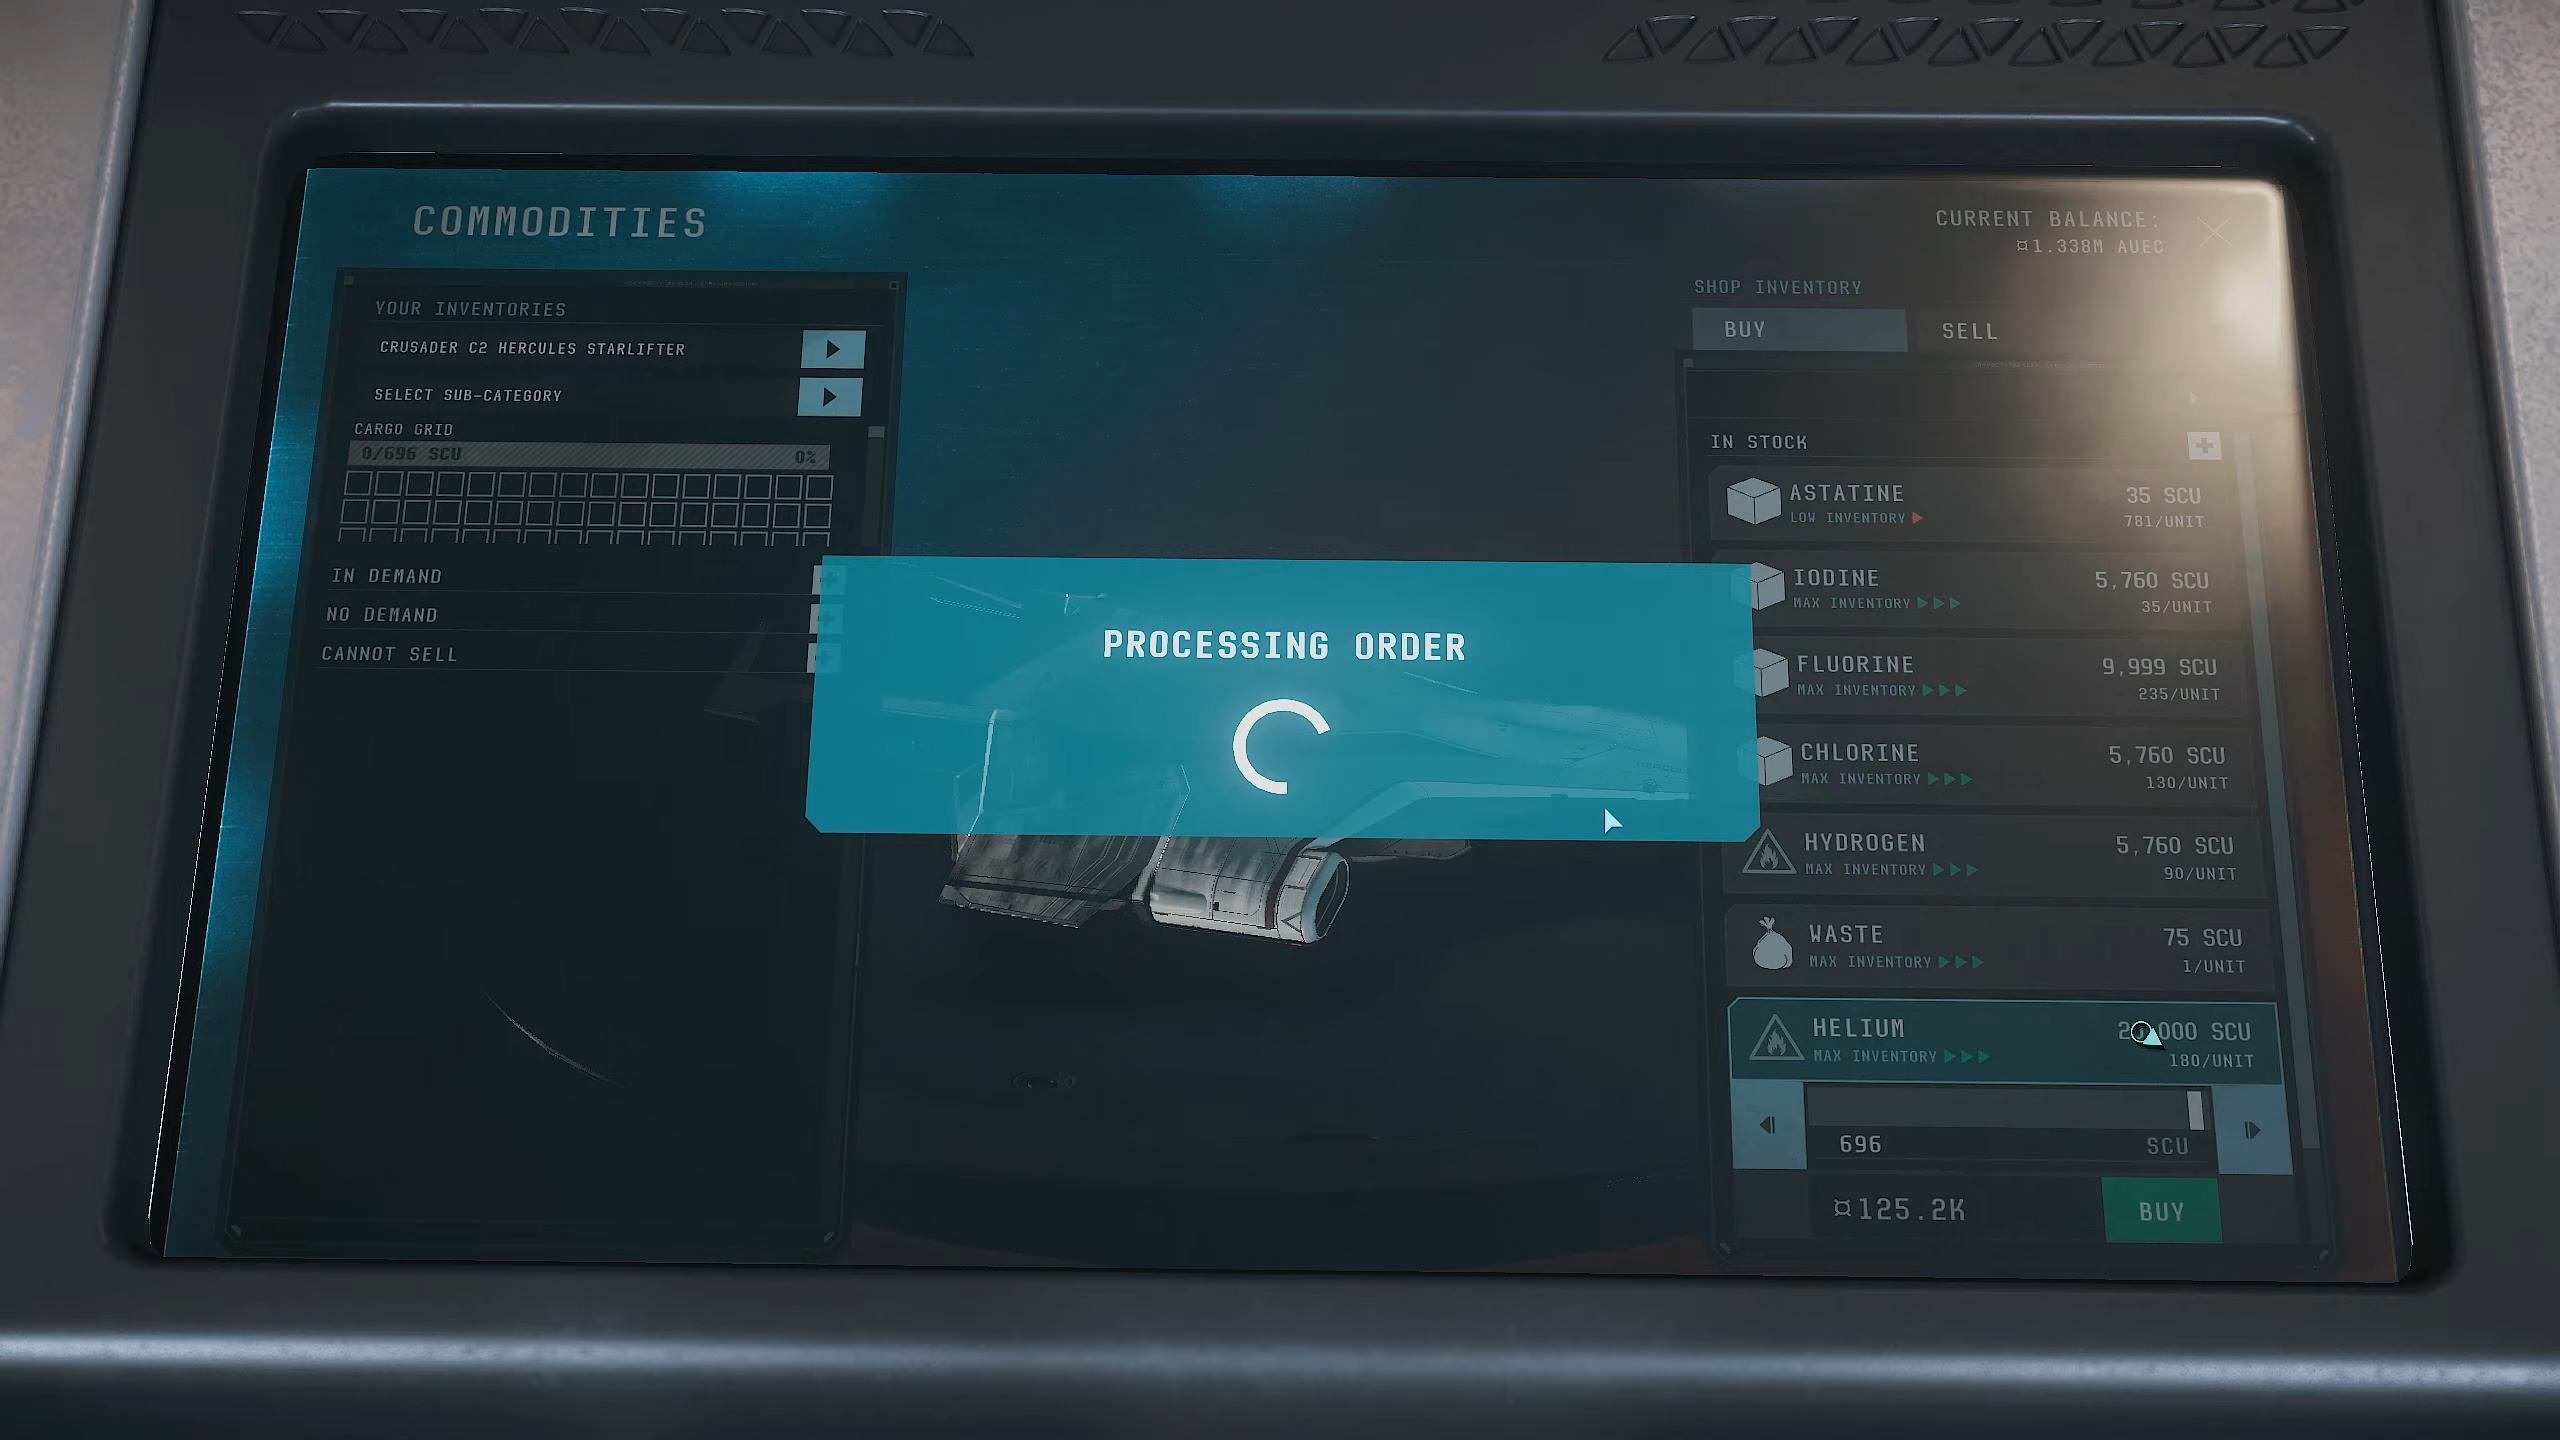 COMMODITIES
CURRENT BALANCE:
¤1.338M AUEC
YOUR INVENTORIES
CRUSADER C2 HERCULES STARLIFTER
SELECT SUB-CATEGORY
CARGO GRID
0/696 SCU 0%
IN DEMAND
NO DEMAND
CANNOT SELL
PROCESSING ORDER
SHOP INVENTORY
BUY SELL
IN STOCK
ASTATINE 35 SCU
LOW INVENTORY 781/UNIT
IODINE 5,760 SCU
MAX INVENTORY 35/UNIT
FLUORINE 9,999 SCU
MAX INVENTORY 235/UNIT
CHLORINE 5,760 SCU
MAX INVENTORY 130/UNIT
HYDROGEN 5,760 SCU
MAX INVENTORY 90/UNIT
WASTE 75 SCU
MAX INVENTORY 1/UNIT
HELIUM SCU
MAX INVENTORY 180/UNIT
696 SCU
¤125.2K BUY